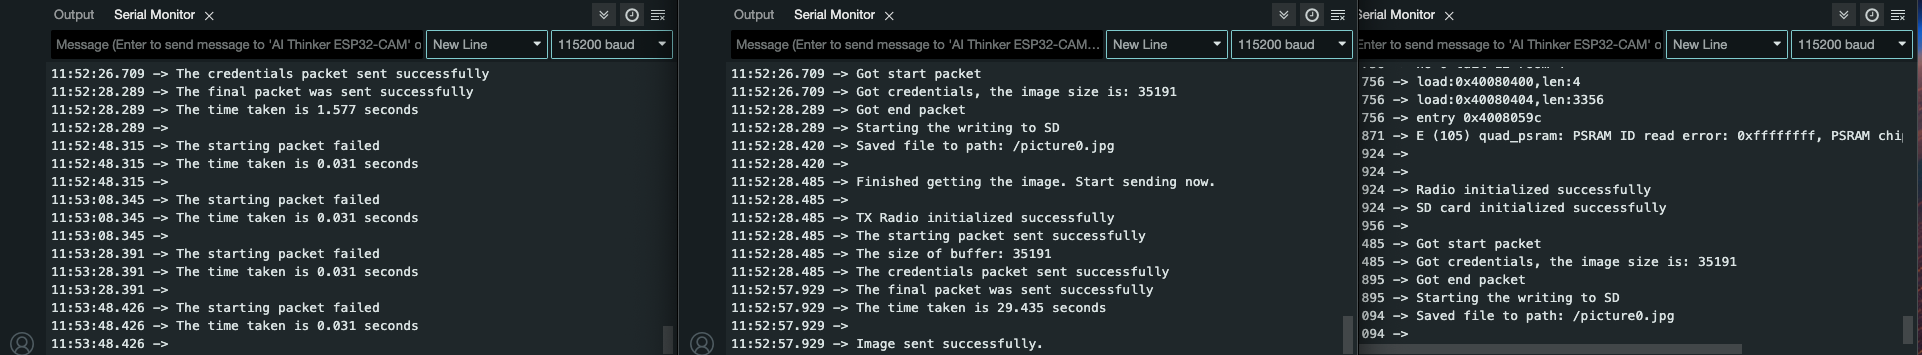 Output Serial Monitor
Message (Enter to send message to 'AI Thinker ESP32-CAM' o New Line 115200 baud
11:52:26.709 -> The credentials packet sent successfully
11:52:28.289 -> The final packet was sent successfully
11:52:28.289 -> The time taken is 1.577 seconds
11:52:28.289 ->
11:52:48.315 -> The starting packet failed
11:52:48.315 -> The time taken is 0.031 seconds
11:52:48.315 ->
11:53:08.345 -> The starting packet failed
11:53:08.345 -> The time taken is 0.031 seconds
11:53:08.345 ->
11:53:28.391 -> The starting packet failed
11:53:28.391 -> The time taken is 0.031 seconds
11:53:28.391 ->
11:53:48.426 -> The starting packet failed
11:53:48.426 -> The time taken is 0.031 seconds
11:53:48.426 ->
Output Serial Monitor
Message (Enter to send message to 'AI Thinker ESP32-CAM... New Line 115200 baud
11:52:26.709 -> Got start packet
11:52:26.709 -> Got credentials, the image size is: 35191
11:52:28.289 -> Got end packet
11:52:28.289 -> Starting the writing to SD
11:52:28.420 -> Saved file to path: /picture0.jpg
11:52:28.420 ->
11:52:28.485 -> Finished getting the image. Start sending now.
11:52:28.485 ->
11:52:28.485 -> TX Radio initialized successfully
11:52:28.485 -> The starting packet sent successfully
11:52:28.485 -> The size of buffer: 35191
11:52:28.485 -> The credentials packet sent successfully
11:52:57.929 -> The final packet was sent successfully
11:52:57.929 -> The time taken is 29.435 seconds
11:52:57.929 ->
11:52:57.929 -> Image sent successfully.
Serial Monitor
Enter to send message to 'AI Thinker ESP32-CAM' o New Line 115200 baud
756 -> load:0x40080400,len:4
756 -> load:0x40080404,len:3356
756 -> entry 0x4008059c
871 -> E (105) quad_psram: PSRAM ID read error: 0xffffffff, PSRAM chi
924 ->
924 ->
924 -> Radio initialized successfully
924 -> SD card initialized successfully
956 ->
485 -> Got start packet
485 -> Got credentials, the image size is: 35191
895 -> Got end packet
895 -> Starting the writing to SD
094 -> Saved file to path: /picture0.jpg
094 ->